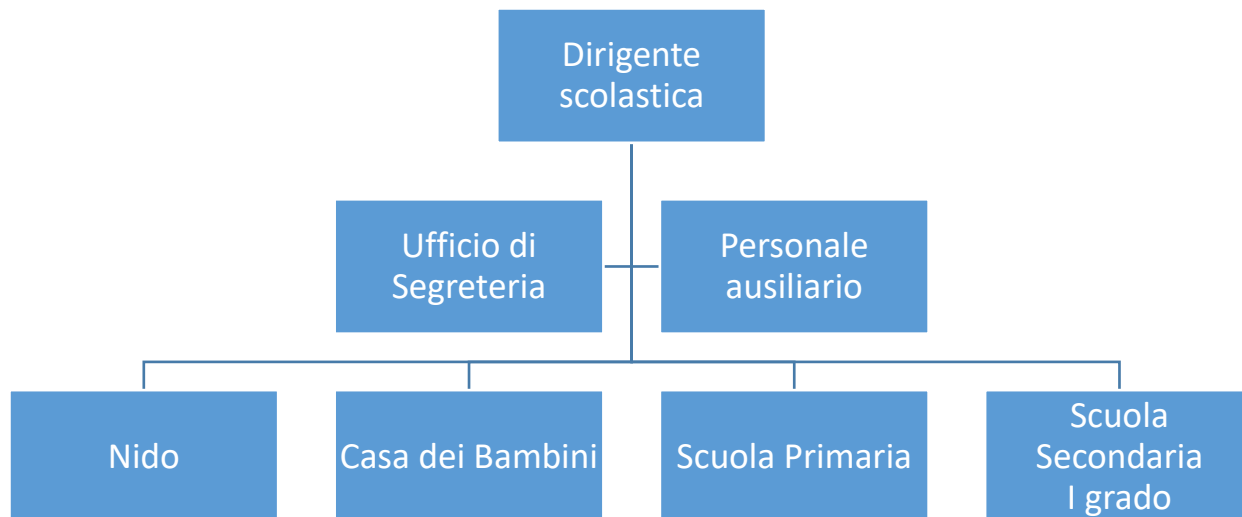 Dirigente
scolastica
Ufficio di
Segreteria
Personale
ausiliario
Nido
Casa dei Bambini
Scuola Primaria
Scuola
Secondaria
I grado